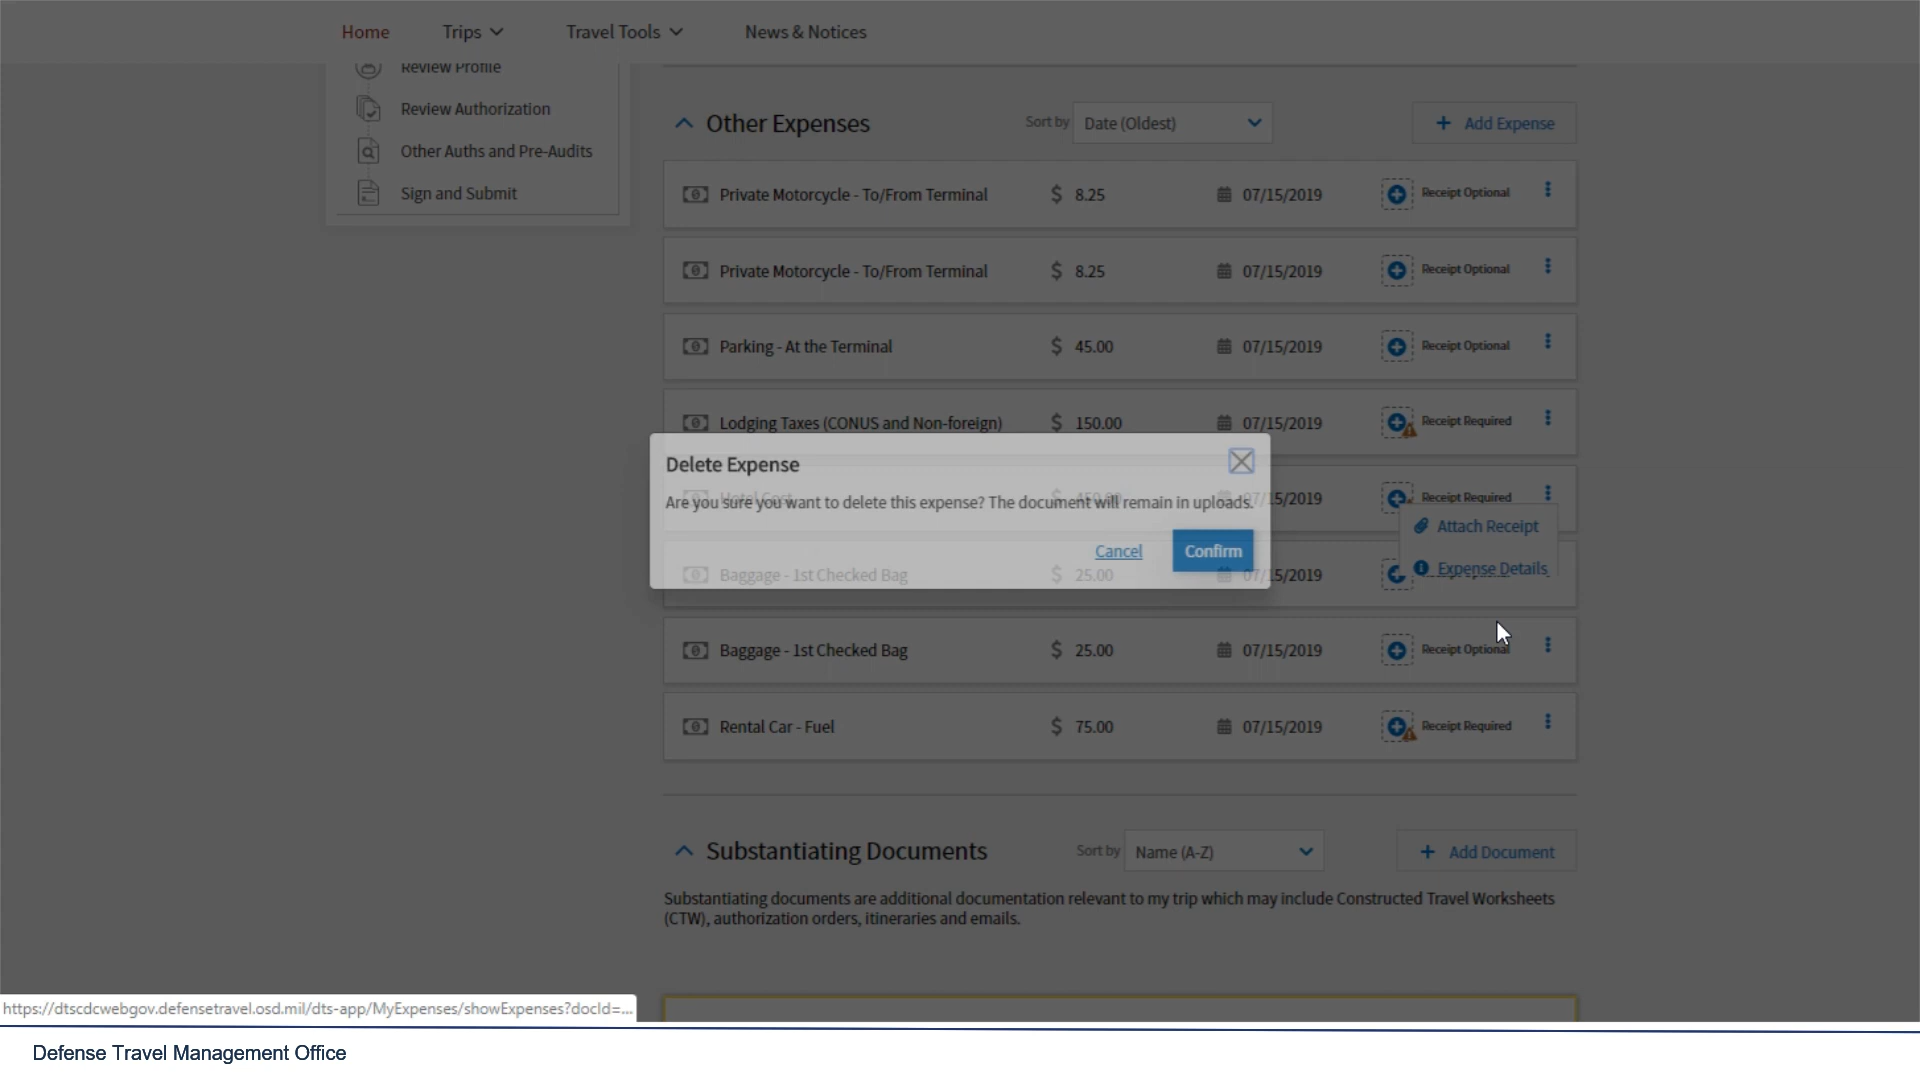 Home Trips Travel Tools News & Notices
Review Profile
Review Authorization
Other Auths and Pre-Audits
Sign and Submit
Other Expenses Sort by Date (Oldest) + Add Expense
Private Motorcycle - To/From Terminal $ 8.25 07/15/2019 Receipt Optional
Private Motorcycle - To/From Terminal $ 8.25 07/15/2019 Receipt Optional
Parking - At the Terminal $ 45.00 07/15/2019 Receipt Optional
Lodging Taxes (CONUS and Non-foreign) $ 150.00 07/15/2019 Receipt Required
Delete Expense
Hotel Cost $ 07/15/2019 Receipt Required
Are you sure you want to delete this expense? The document will remain in uploads.
Attach Receipt
Cancel Confirm
Expense Details
Baggage - 1st Checked Bag $ 25.00 07/15/2019
Baggage - 1st Checked Bag $ 25.00 07/15/2019 Receipt Optional
Rental Car - Fuel $ 75.00 07/15/2019 Receipt Required
Substantiating Documents Sort by Name (A-Z) + Add Document
Substantiating documents are additional documentation relevant to my trip which may include Constructed Travel Worksheets
(CTW), authorization orders, itineraries and emails.
https://dtscdcwebgov.defensetravel.osd.mil/dts-app/MyExpenses/showExpenses?docId=...
Defense Travel Management Office